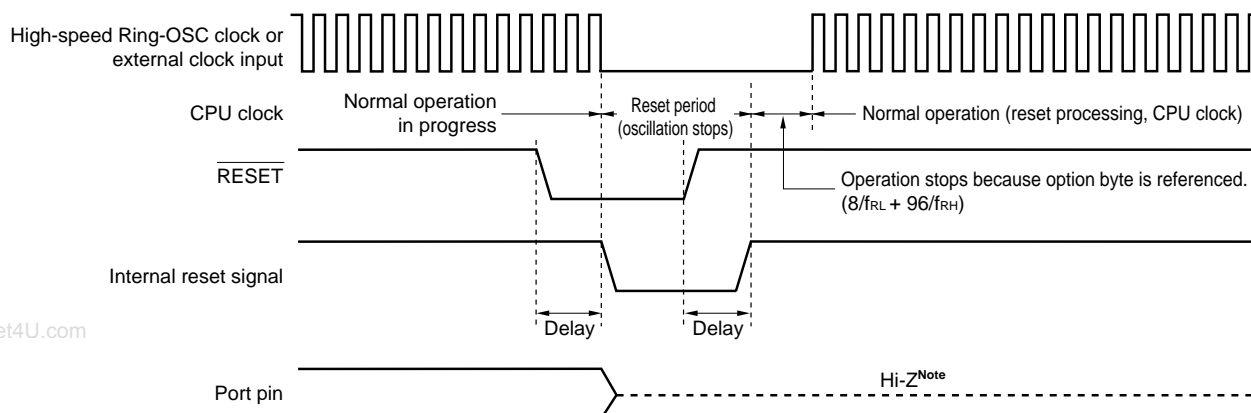 High-speed Ring-OSC clock or
external clock input
CPU clock
Normal operation
in progress
Reset period
(oscillation stops)
Normal operation (reset processing, CPU clock)
RESET
Operation stops because option byte is referenced.
(8/fRL + 96/fRH)
Internal reset signal
Delay
Delay
et4U.com
Port pin
Hi-ZNote